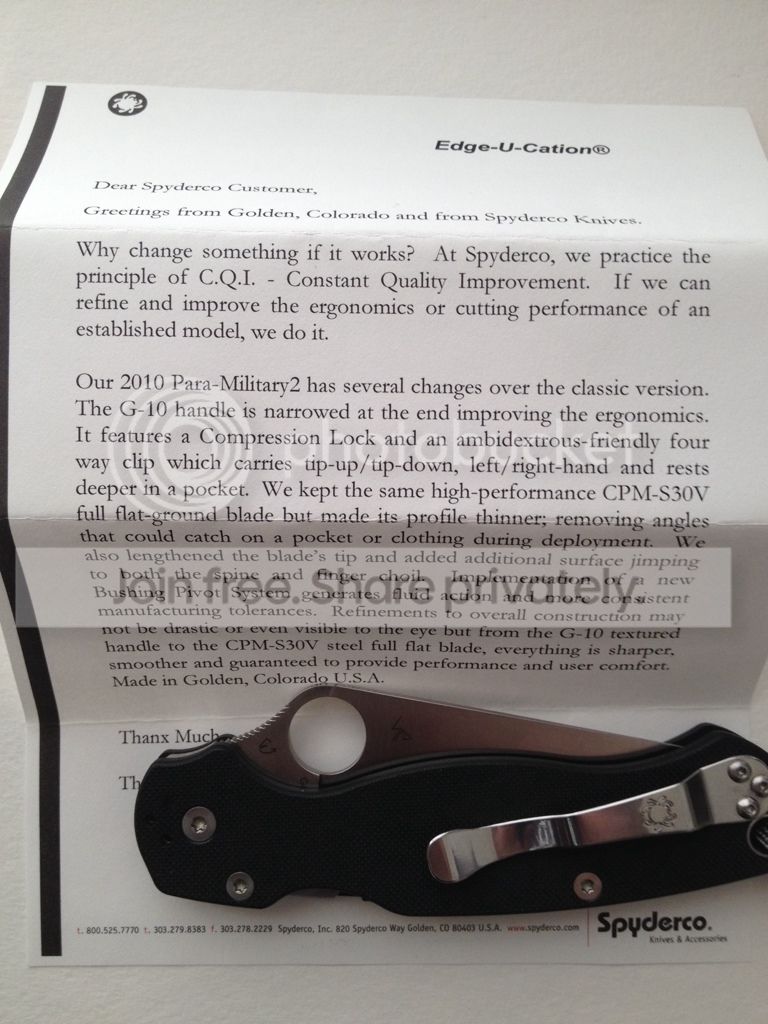 Edge-U-Cation®
Dear Spyderco Customer,
Greetings from Golden, Colorado and from Spyderco Knives.
Why change something if it works? At Spyderco, we practice the
principle of C.Q.I. - Constant Quality Improvement. If we can
refine and improve the ergonomics or cutting performance of an
established model, we do it.
Our 2010 Para-Military2 has several changes over the classic version.
The G-10 handle is narrowed at the end improving the ergonomics.
It features a Compression Lock and an ambidextrous-friendly four
way clip which carries tip-up/tip-down, left/right-hand and rests
deeper in a pocket. We kept the same high-performance CPM-S30V
full flat-ground blade but made its profile thinner; removing angles
that could catch on a pocket or clothing during deployment. We
also lengthened the blade's tip and added additional surface jimping
to both the spine and finger choil. Implementation of a new
Bushing Pivot System generates fluid action and more consistent
manufacturing tolerances. Refinements to overall construction may
not be drastic or even visible to the eye but from the G-10 textured
handle to the CPM-S30V steel full flat blade, everything is sharper,
smoother and guaranteed to provide performance and user comfort.
Made in Golden, Colorado U.S.A.
Thanx Much
Th
t. 800.525.7770 t. 303.279.8383 f. 303.278.2229 Spyderco, Inc. 820 Spyderco Way Golden, CO 80403 U.S.A. www.spyderco.com
Spyderco.
Knives & Accessories
photobucket
Join free. Share privately.